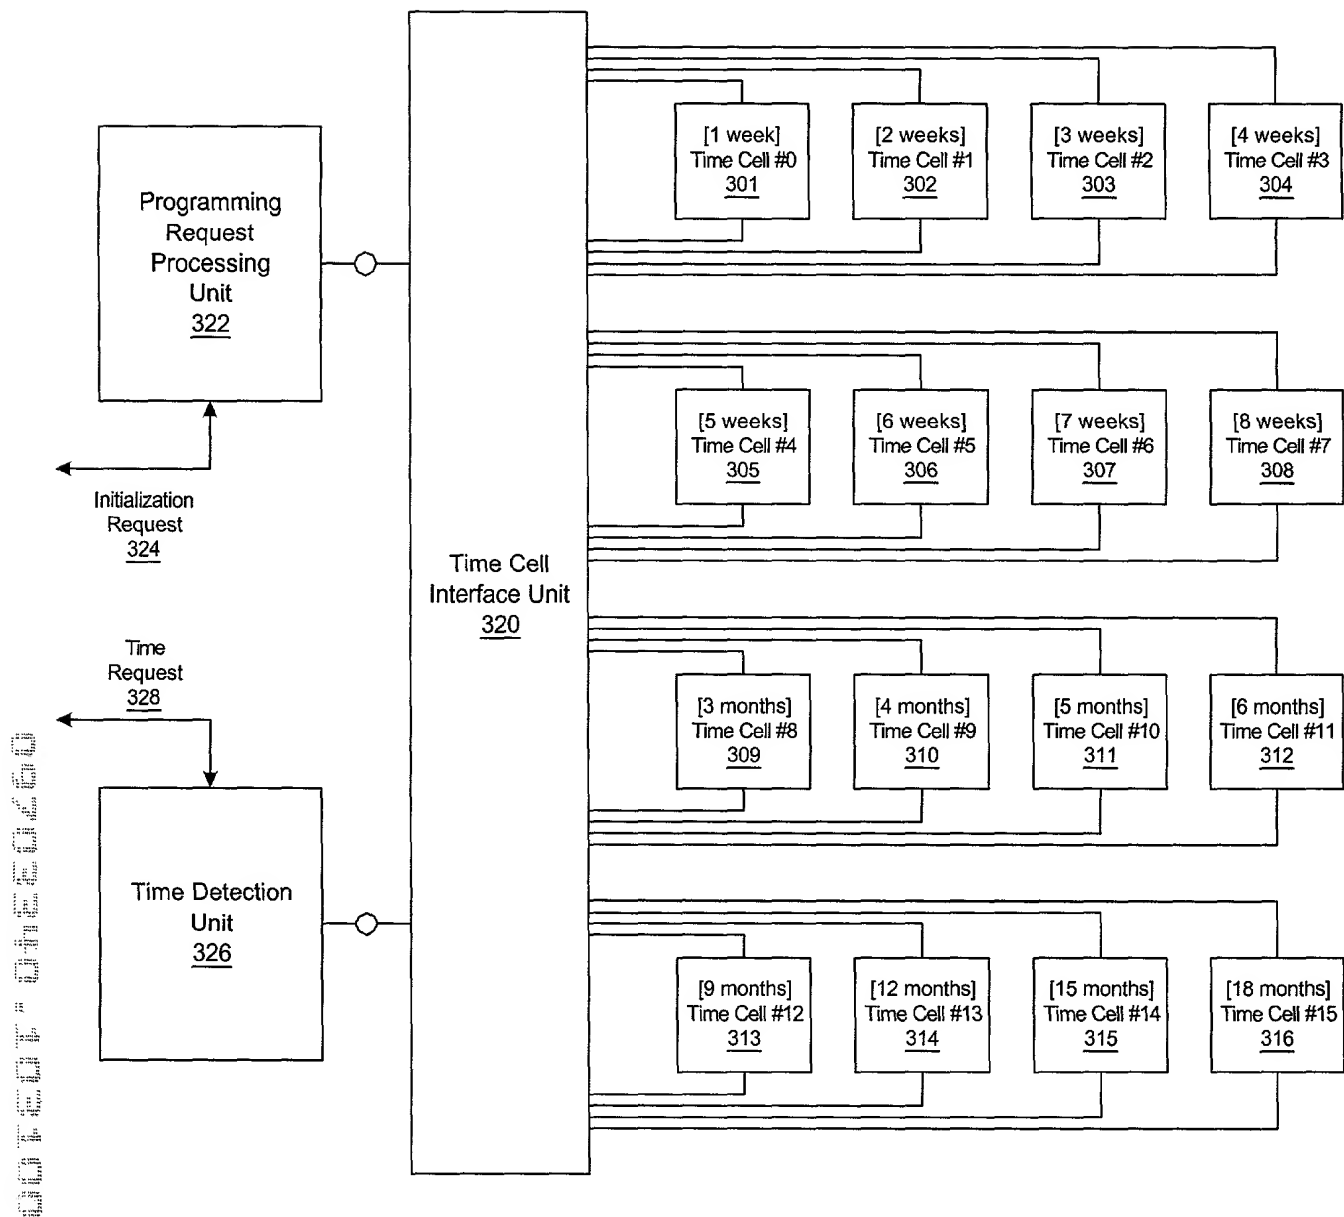 Programming
Request
Processing
Unit
322
Initialization
Request
324
Time
Request
328
Time Detection
Unit
326
Time Cell
Interface Unit
320
[1 week]
Time Cell #0
301
[2 weeks]
Time Cell #1
302
[3 weeks]
Time Cell #2
303
[4 weeks]
Time Cell #3
304
[5 weeks]
Time Cell #4
305
[6 weeks]
Time Cell #5
306
[7 weeks]
Time Cell #6
307
[8 weeks]
Time Cell #7
308
[3 months]
Time Cell #8
309
[4 months]
Time Cell #9
310
[5 months]
Time Cell #10
311
[6 months]
Time Cell #11
312
[9 months]
Time Cell #12
313
[12 months]
Time Cell #13
314
[15 months]
Time Cell #14
315
[18 months]
Time Cell #15
316